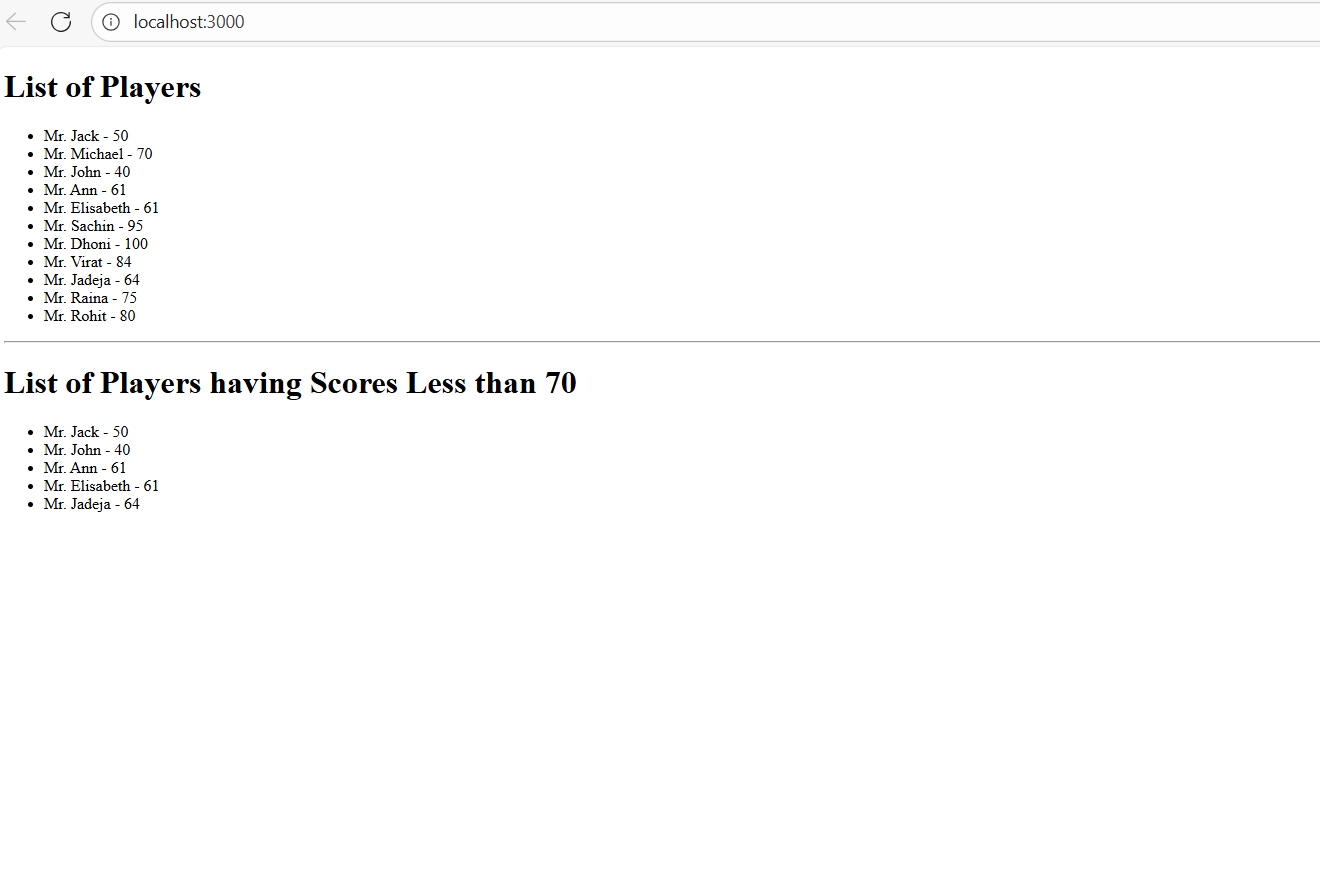 localhost:3000
List of Players
Mr. Jack - 50
Mr. Michael - 70
Mr. John - 40
Mr. Ann - 61
Mr. Elisabeth - 61
Mr. Sachin - 95
Mr. Dhoni - 100
Mr. Virat - 84
Mr. Jadeja - 64
Mr. Raina - 75
Mr. Rohit - 80
List of Players having Scores Less than 70
Mr. Jack - 50
Mr. John - 40
Mr. Ann - 61
Mr. Elisabeth - 61
Mr. Jadeja - 64